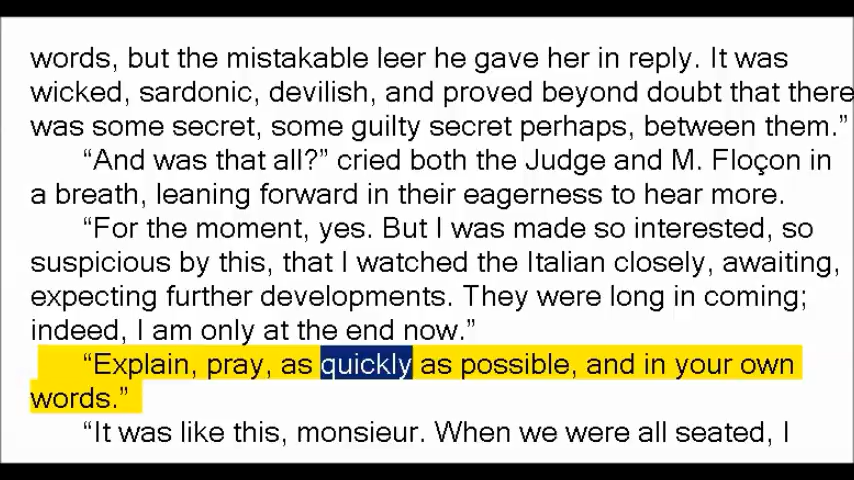 words, but the mistakable leer he gave her in reply. It was
wicked, sardonic, devilish, and proved beyond doubt that there
was some secret, some guilty secret perhaps, between them.”
“And was that all?” cried both the Judge and M. Floçon in
a breath, leaning forward in their eagerness to hear more.
“For the moment, yes. But I was made so interested, so
suspicious by this, that I watched the Italian closely, awaiting,
expecting further developments. They were long in coming;
indeed, I am only at the end now.”
“Explain, pray, as quickly as possible, and in your own
words.”
“It was like this, monsieur. When we were all seated, I